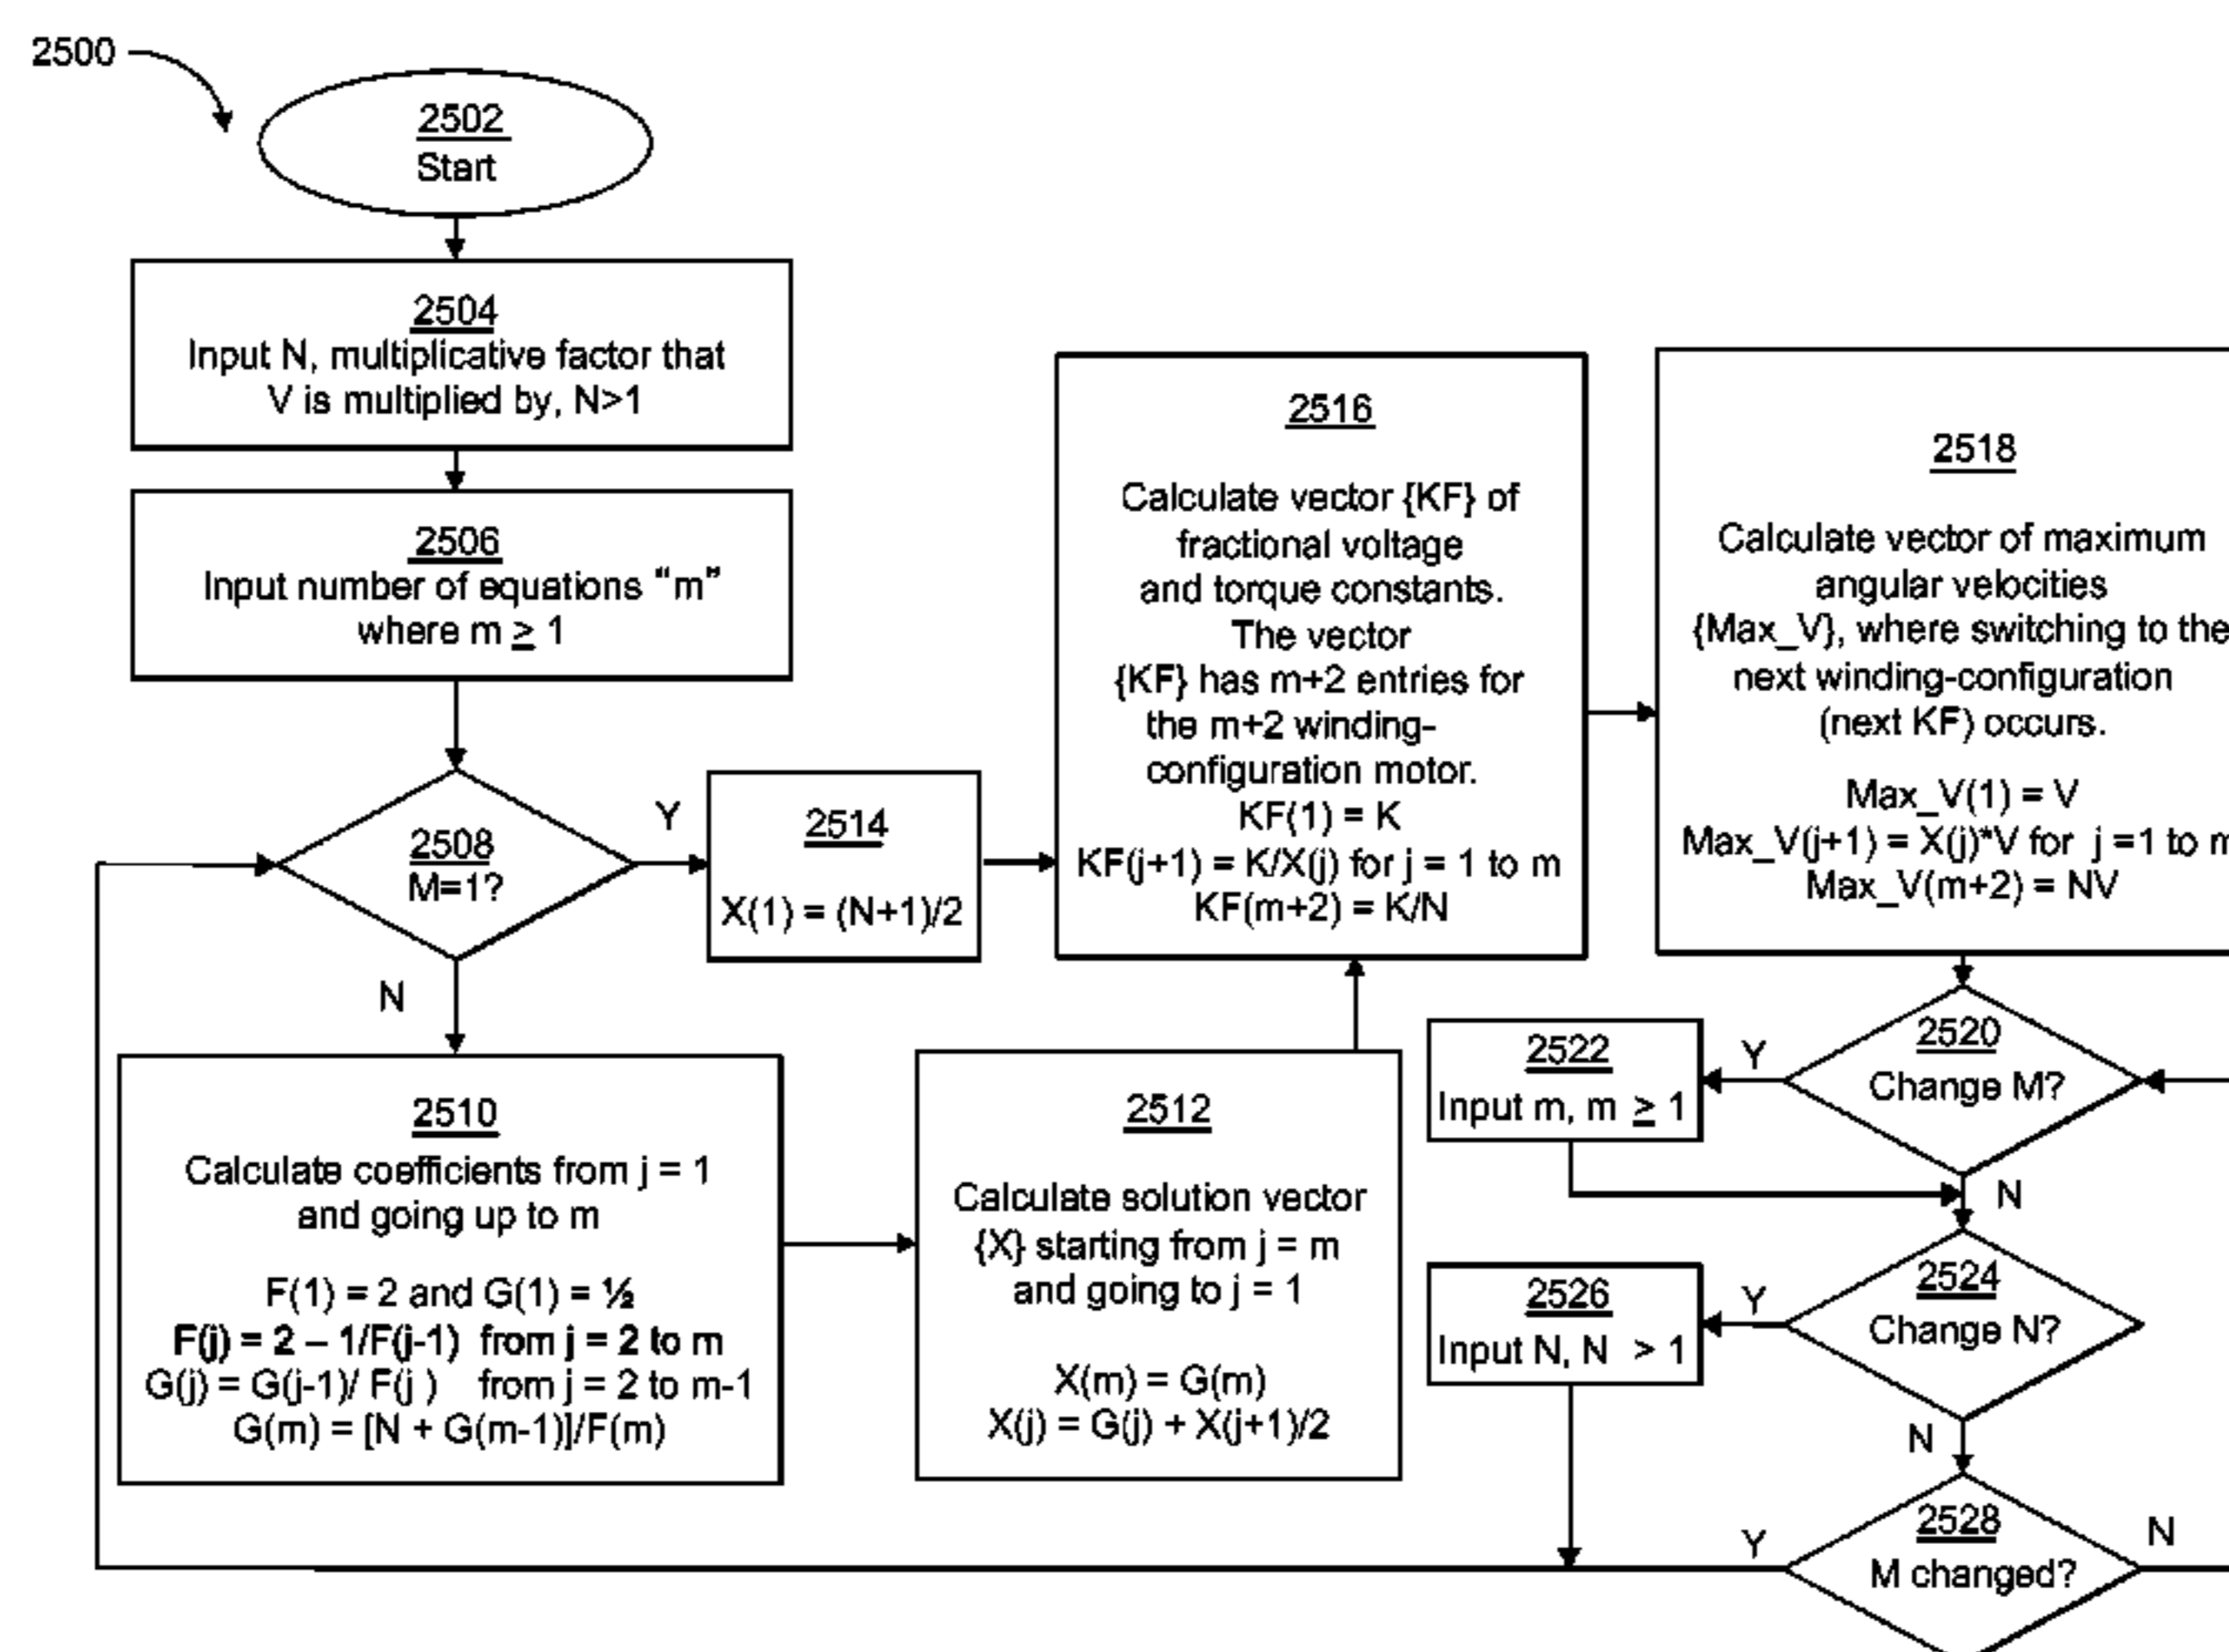 2500
2502
Start
2504
Input N, multiplicative factor that
V is multiplied by, N>1
2506
Input number of equations “m”
where m ≥ 1
2508
M=1?
Y
N
2514
X(1) = (N+1)/2
2510
Calculate coefficients from j = 1
and going up to m
F(1) = 2 and G(1) = ½
F(j) = 2 – 1/F(j-1) from j = 2 to m
G(j) = G(j-1)/ F(j ) from j = 2 to m-1
G(m) = [N + G(m-1)]/F(m)
2512
Calculate solution vector
{X} starting from j = m
and going to j = 1
X(m) = G(m)
X(j) = G(j) + X(j+1)/2
2516
Calculate vector {KF} of
fractional voltage
and torque constants.
The vector
{KF} has m+2 entries for
the m+2 winding-
configuration motor.
KF(1) = K
KF(j+1) = K/X(j) for j = 1 to m
KF(m+2) = K/N
2518
Calculate vector of maximum
angular velocities
{Max_V}, where switching to the
next winding-configuration
(next KF) occurs.
Max_V(1) = V
Max_V(j+1) = X(j)*V for j =1 to m
Max_V(m+2) = NV
2520
Change M?
Y
N
2522
Input m, m ≥ 1
2524
Change N?
Y
N
2526
Input N, N > 1
2528
M changed?
Y
N